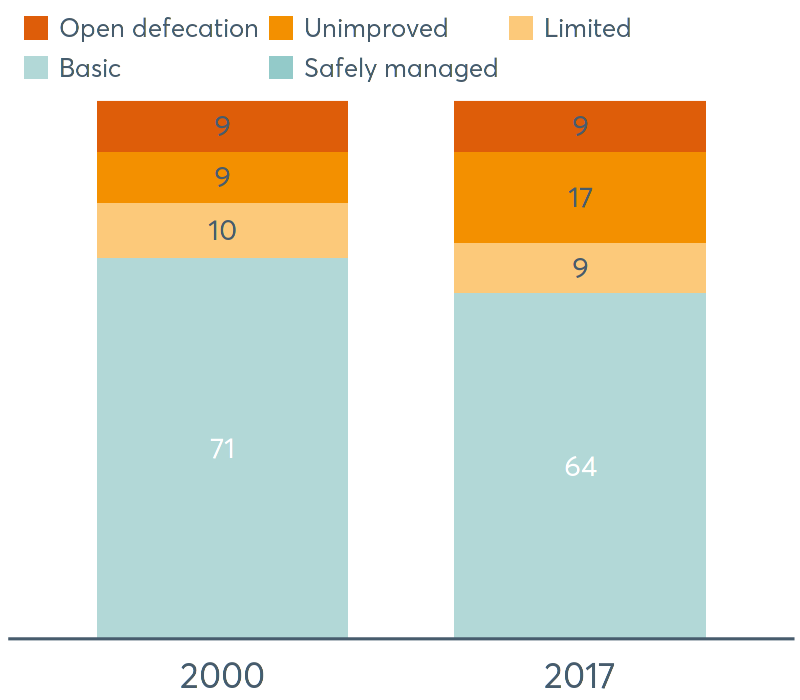 Open defecation Unimproved Limited
Basic Safely managed
9 9
9 17
10 9
71 64
2000 2017